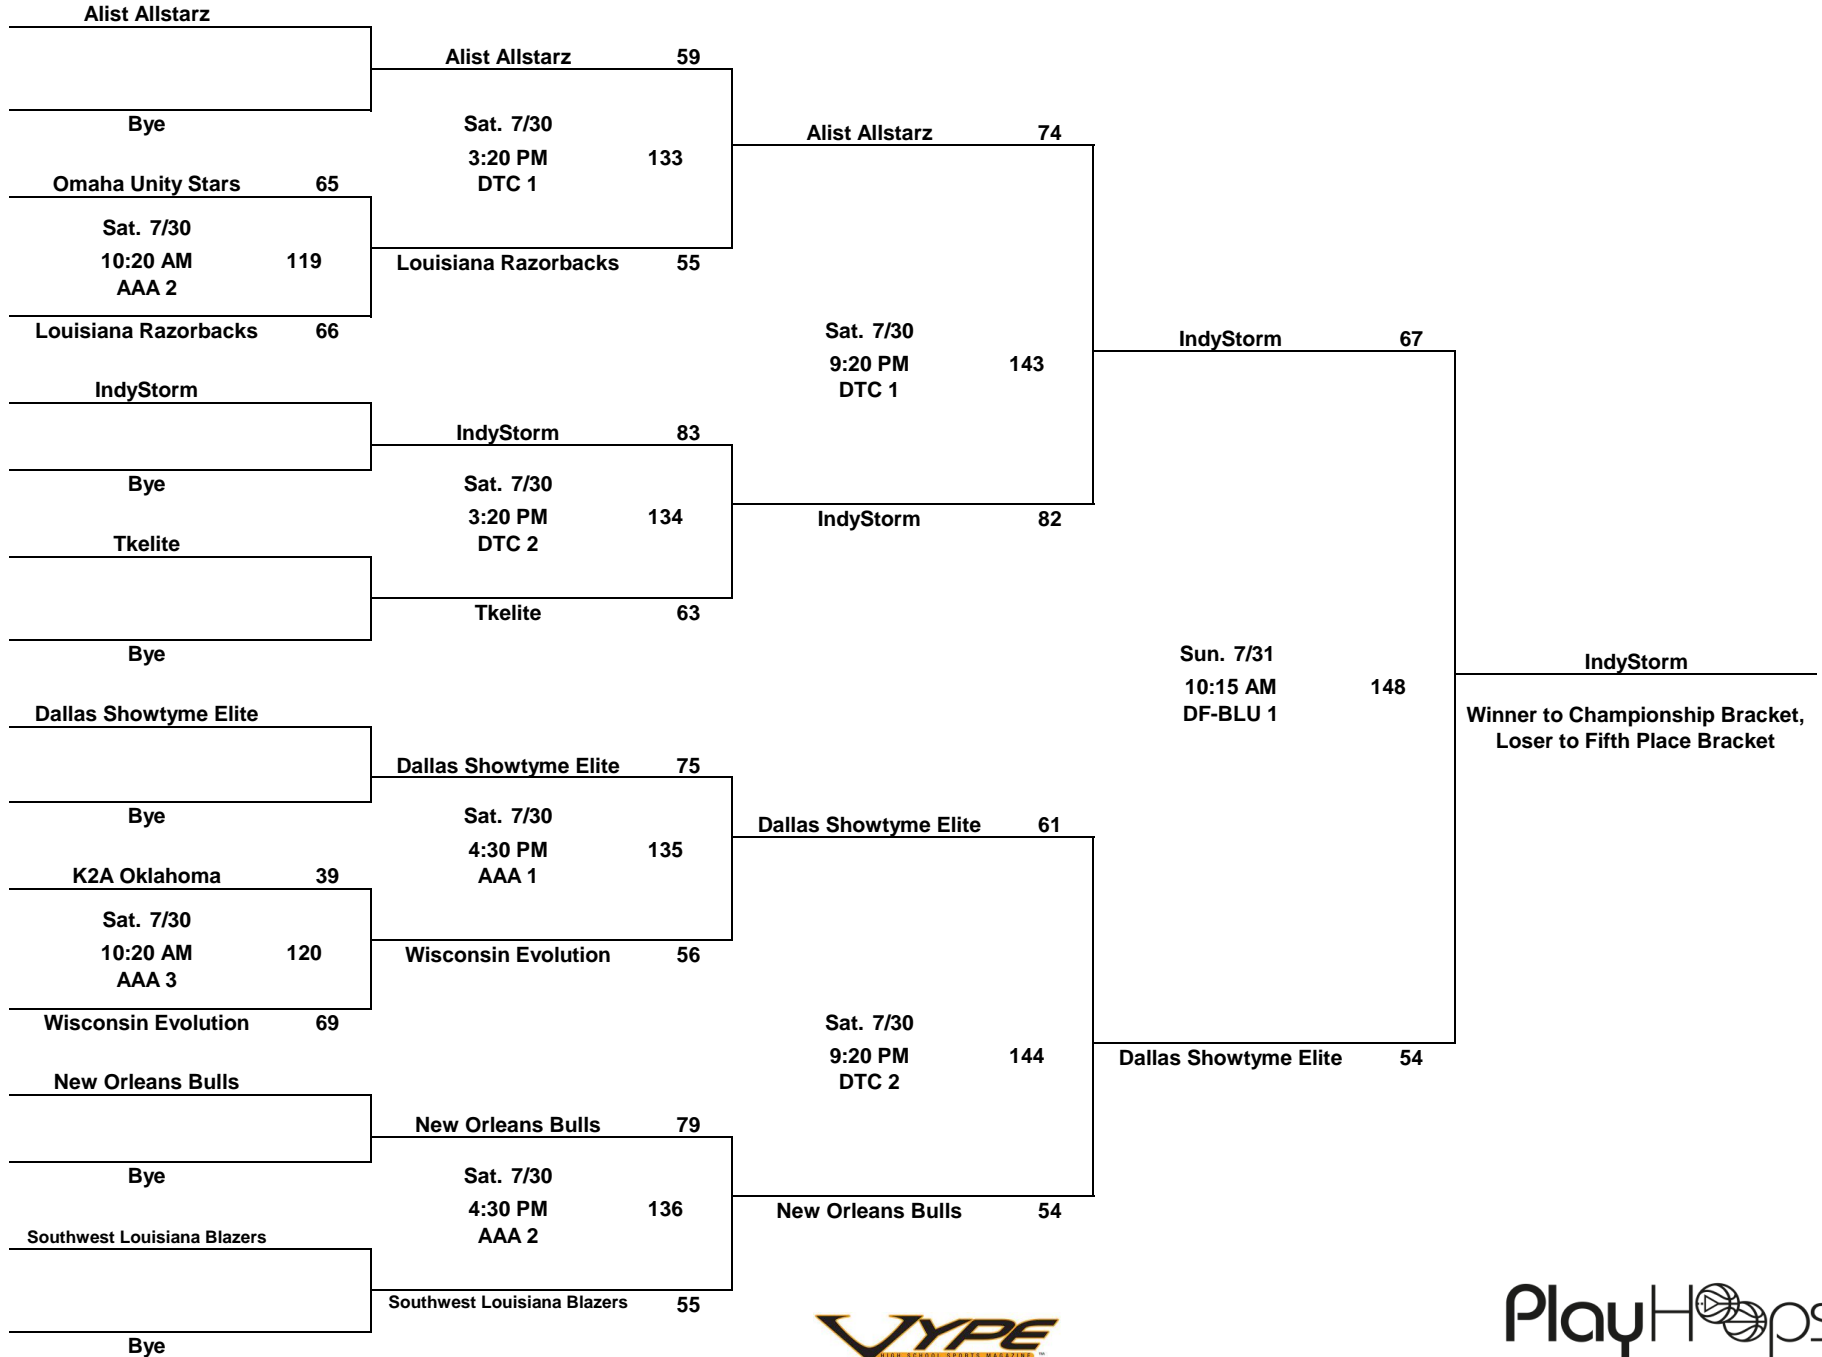 Alist Allstarz
Bye
Omaha Unity Stars 65
Sat. 7/30
10:20 AM 119
AAA 2
Louisiana Razorbacks 66
IndyStorm
Bye
Tkelite
Bye
Dallas Showtyme Elite
Bye
K2A Oklahoma 39
Sat. 7/30
10:20 AM 120
AAA 3
Wisconsin Evolution 69
New Orleans Bulls
Bye
Southwest Louisiana Blazers
Bye
Alist Allstarz 59
Sat. 7/30
3:20 PM 133
DTC 1
Louisiana Razorbacks 55
IndyStorm 83
Sat. 7/30
3:20 PM 134
DTC 2
Tkelite 63
Dallas Showtyme Elite 75
Sat. 7/30
4:30 PM 135
AAA 1
Wisconsin Evolution 56
New Orleans Bulls 79
Sat. 7/30
4:30 PM 136
AAA 2
Southwest Louisiana Blazers 55
Alist Allstarz 74
Sat. 7/30
9:20 PM 143
DTC 1
IndyStorm 82
Dallas Showtyme Elite 61
Sat. 7/30
9:20 PM 144
DTC 2
New Orleans Bulls 54
IndyStorm 67
Sun. 7/31
10:15 AM 148
DF-BLU 1
Dallas Showtyme Elite 54
IndyStorm
Winner to Championship Bracket,
Loser to Fifth Place Bracket
VYPE
HIGH SCHOOL SPORTS MAGAZINE
PlayHoops